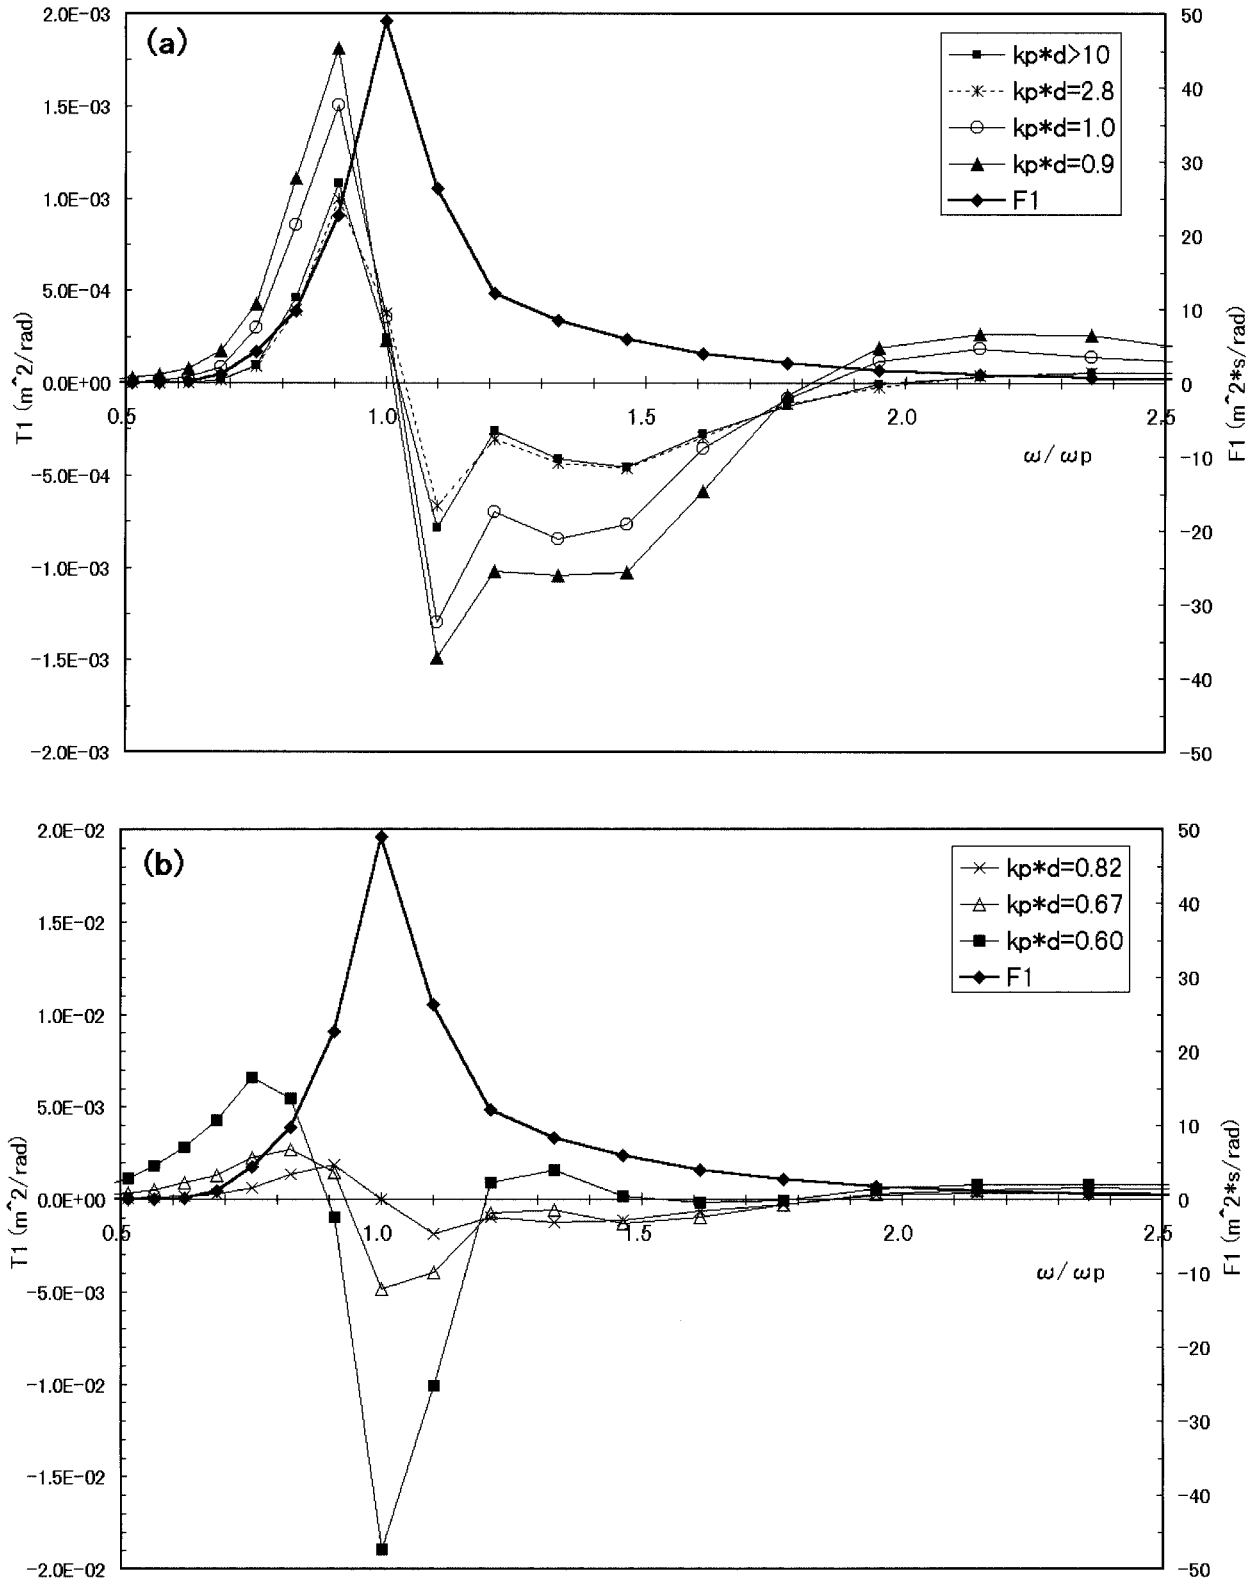 (a)
2.0E-03
1.5E-03
1.0E-03
5.0E-04
0.0E+00
-5.0E-04
-1.0E-03
-1.5E-03
-2.0E-03
T1 (m^2/rad)
0.5
1.0
1.5
2.0
2.5
ω/ ωp
50
40
30
20
10
0
-10
-20
-30
-40
-50
F1 (m^2*s/rad)
kp*d>10
kp*d=2.8
kp*d=1.0
kp*d=0.9
F1
(b)
2.0E-02
1.5E-02
1.0E-02
5.0E-03
0.0E+00
-5.0E-03
-1.0E-02
-1.5E-02
-2.0E-02
T1 (m^2/rad)
0.5
1.0
1.5
2.0
2.5
ω/ ωp
50
40
30
20
10
0
-10
-20
-30
-40
-50
F1 (m^2*s/rad)
kp*d=0.82
kp*d=0.67
kp*d=0.60
F1